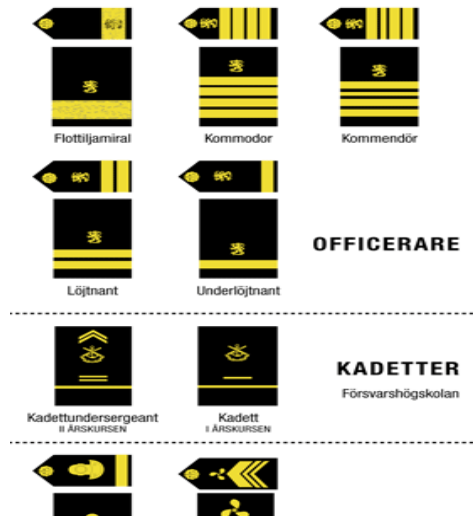 Flottiljamiral
Kommodor
Kommendör
Löjtnant
Underlöjtnant
OFFICERARE
Kadettundersergeant
II ÅRSKURSEN
Kadett
I ÅRSKURSEN
KADETTER
Försvarshögskolan